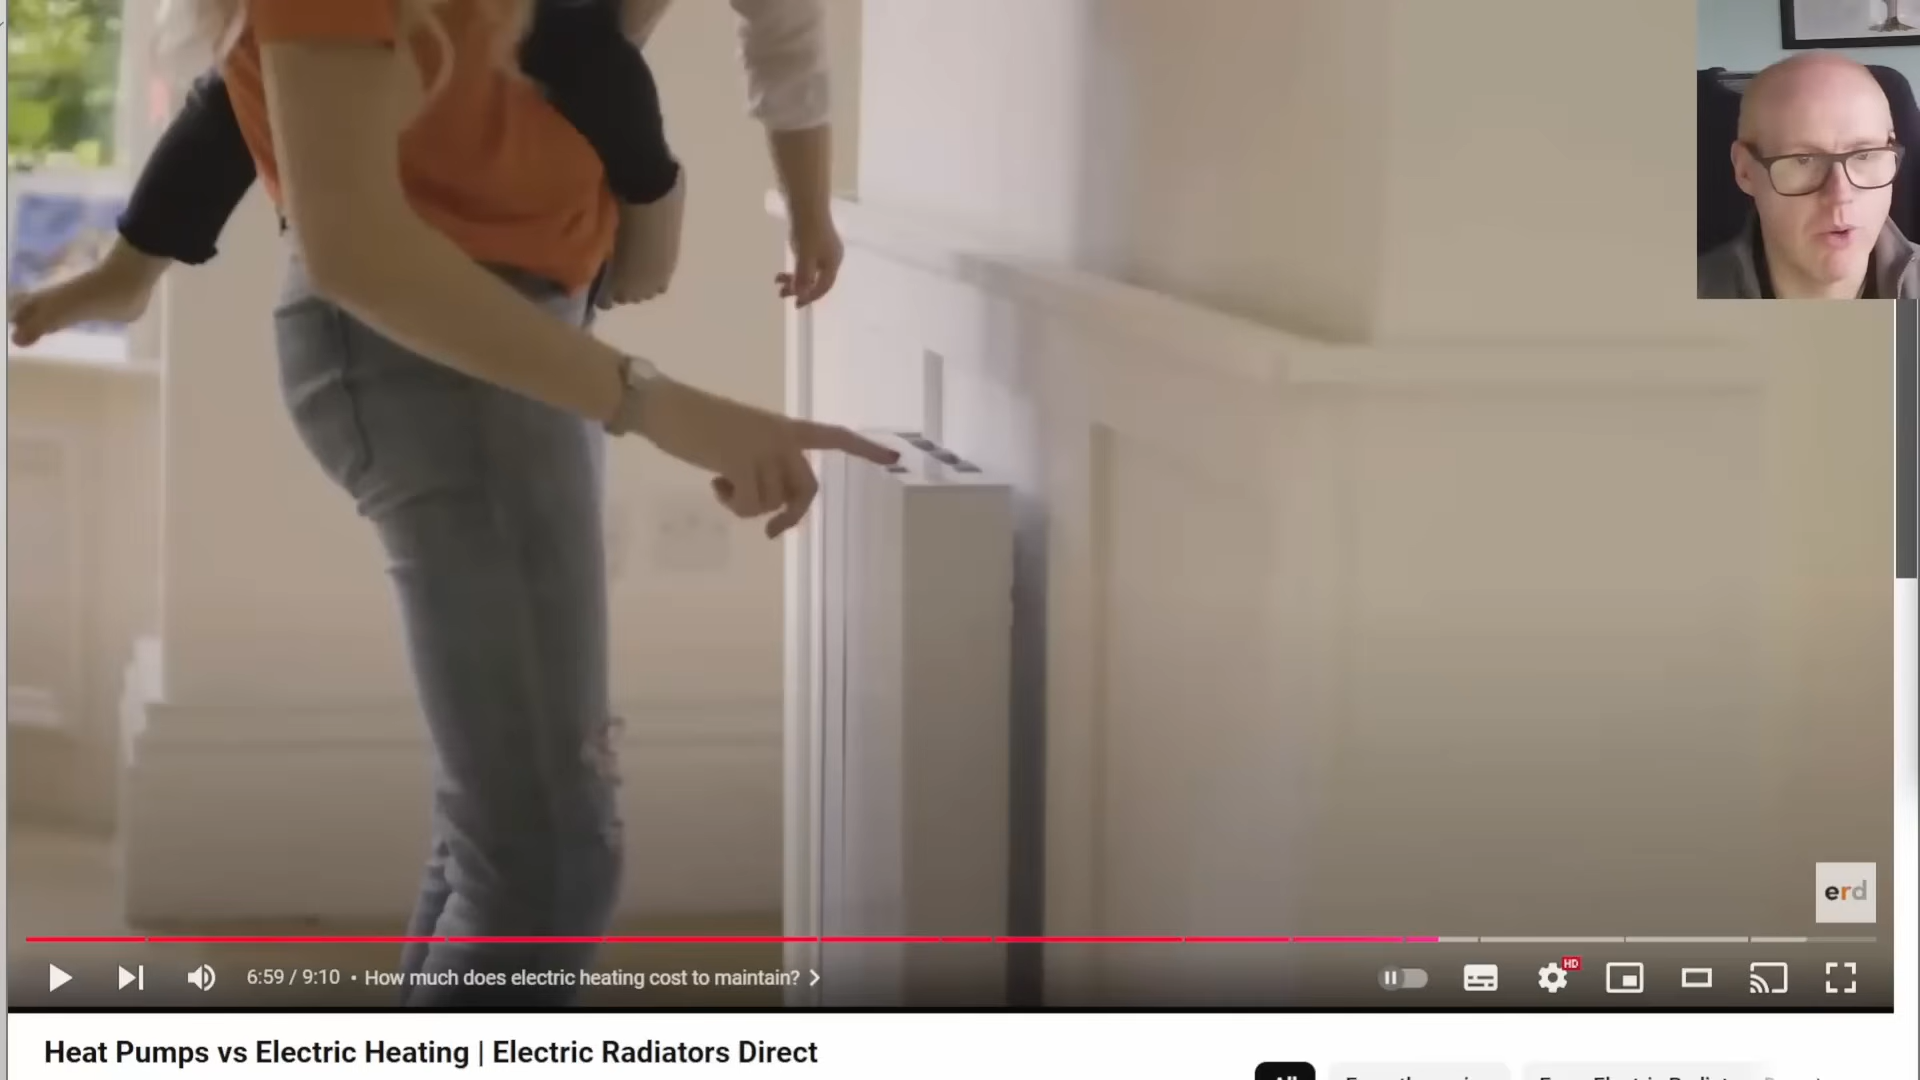 erd
HD
6:59 / 9:10 • How much does electric heating cost to maintain?
Heat Pumps vs Electric Heating | Electric Radiators Direct
All